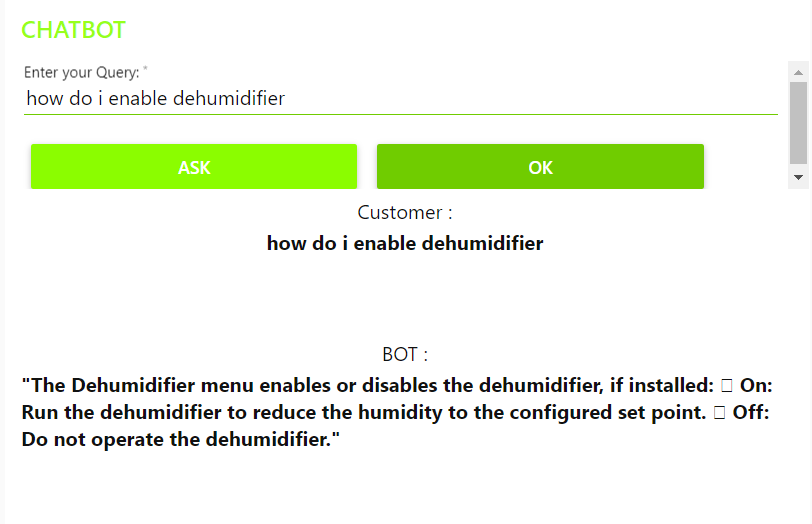 CHATBOT
Enter your Query: *
how do i enable dehumidifier
ASK
OK
Customer :
how do i enable dehumidifier
BOT :
"The Dehumidifier menu enables or disables the dehumidifier, if installed: □ On:
Run the dehumidifier to reduce the humidity to the configured set point. □ Off:
Do not operate the dehumidifier."